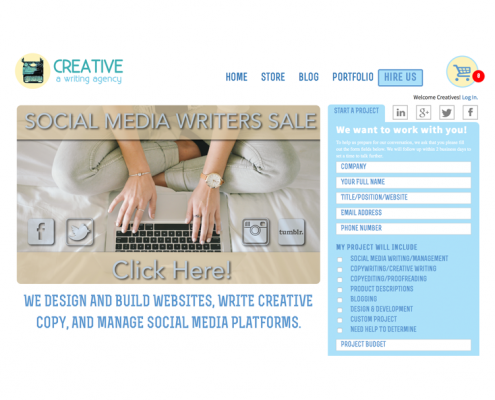 CREATIVE
a writing agency
HOME STORE BLOG PORTFOLIO HIRE US
0
Welcome Creatives! Log in.
START A PROJECT
We want to work with you!
COMPANY
YOUR FULL NAME
TITLE/POSITION/WEBSITE
EMAIL ADDRESS
PHONE NUMBER
MY PROJECT WILL INCLUDE
SOCIAL MEDIA WRITING/MANAGEMENT
COPYWRITING/CREATIVE WRITING
COPYEDITING/PROOFREADING
PRODUCT DESCRIPTIONS
BLOGGING
DESIGN & DEVELOPMENT
CUSTOM PROJECT
NEED HELP TO DETERMINE
PROJECT BUDGET
SOCIAL MEDIA WRITERS SALE
tumblr.
Click Here!
WE DESIGN AND BUILD WEBSITES, WRITE CREATIVE
COPY, AND MANAGE SOCIAL MEDIA PLATFORMS.